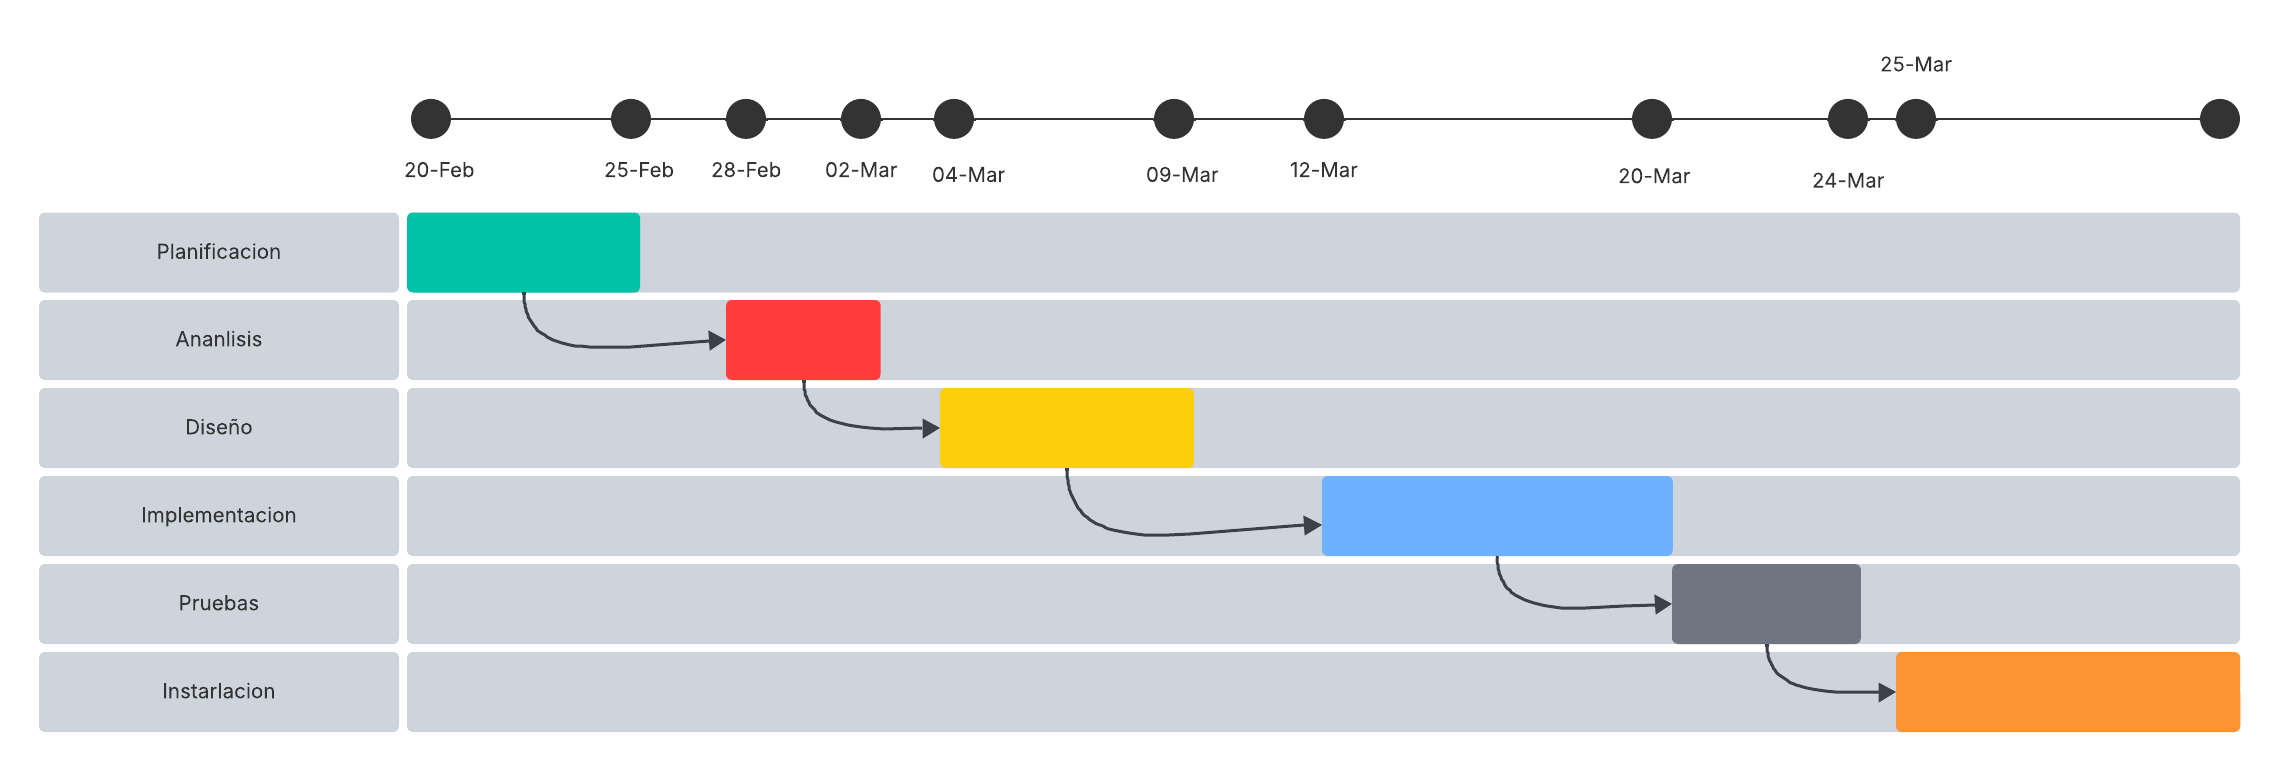 25-Mar
20-Feb
25-Feb
28-Feb
02-Mar
04-Mar
09-Mar
12-Mar
20-Mar
24-Mar
Planificacion
Ananlisis
Diseño
Implementacion
Pruebas
Instarlacion